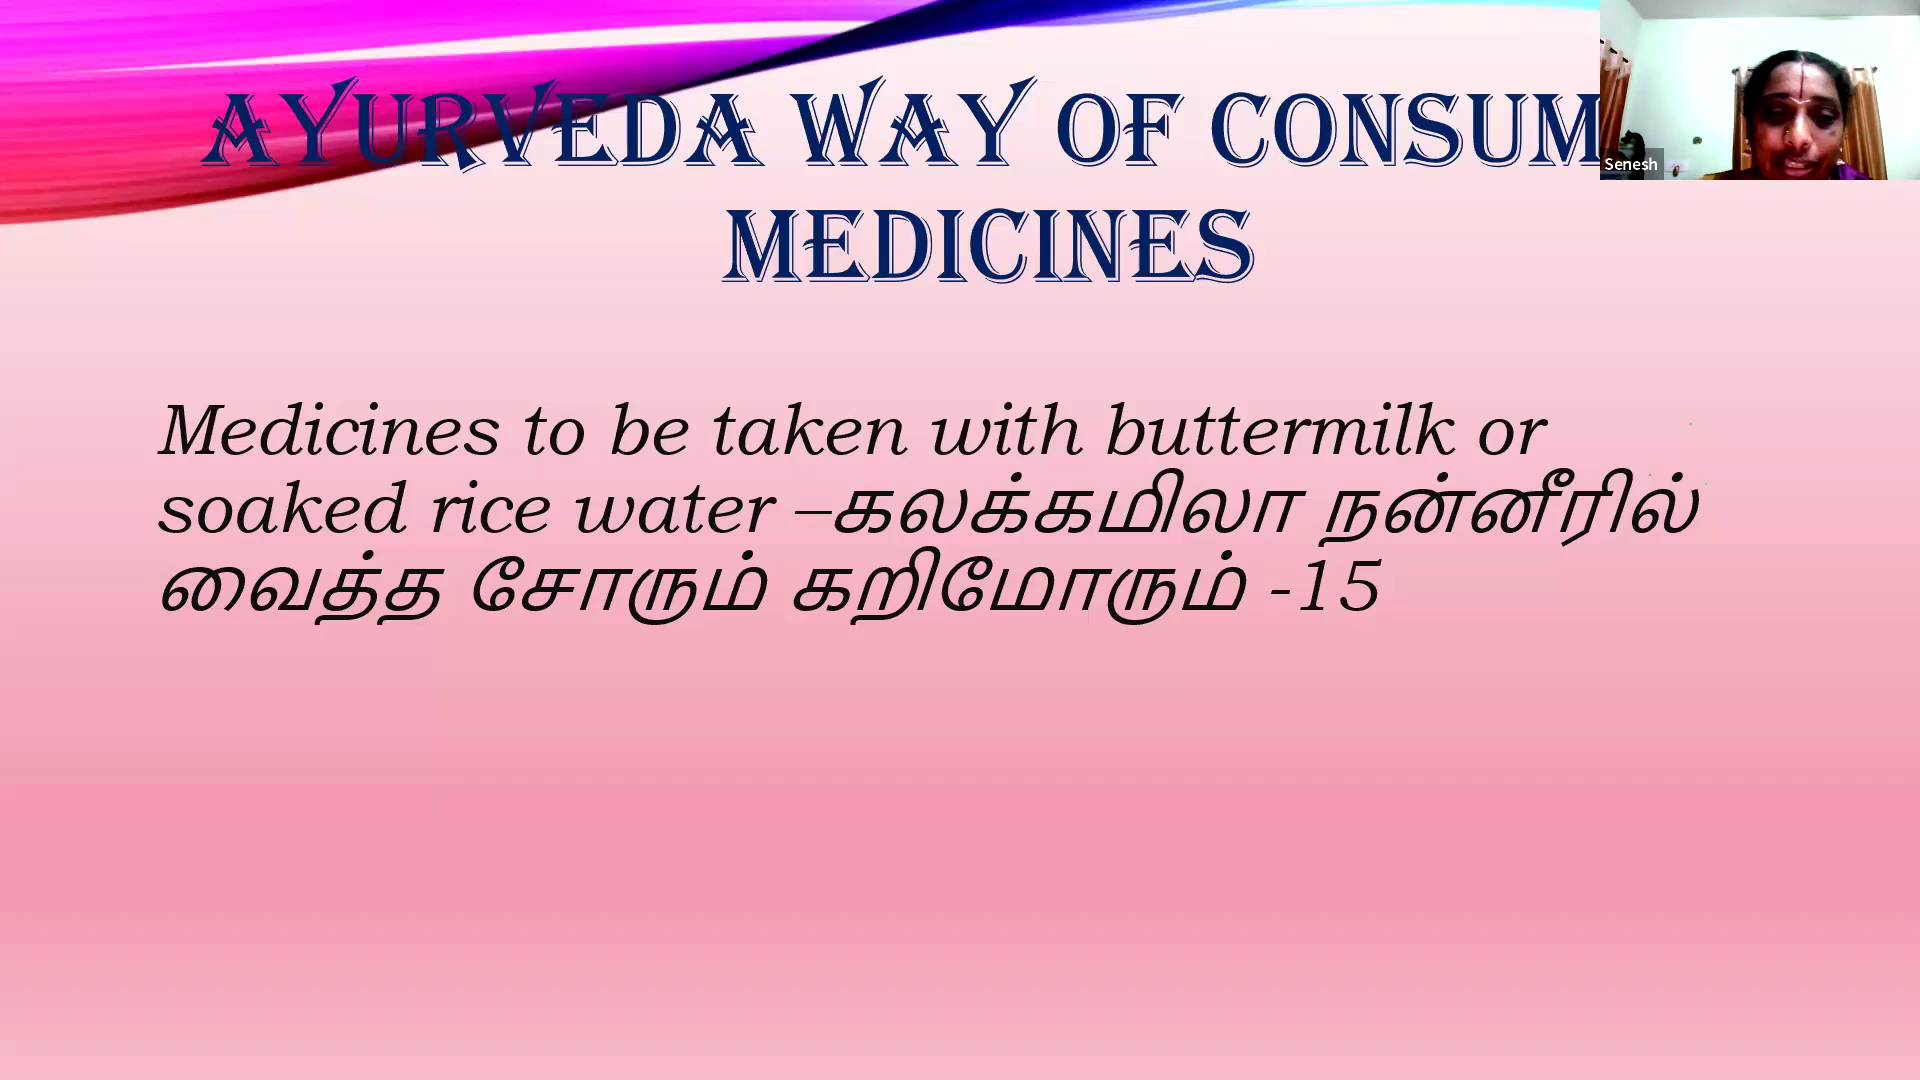 AYURVEDA WAY OF CONSUM
Senesh
MEDICINES
Medicines to be taken with buttermilk or
soaked rice water –கலக்கமிலா நன்னீரில்
வைத்த சோரும் கறிமோரும் -15